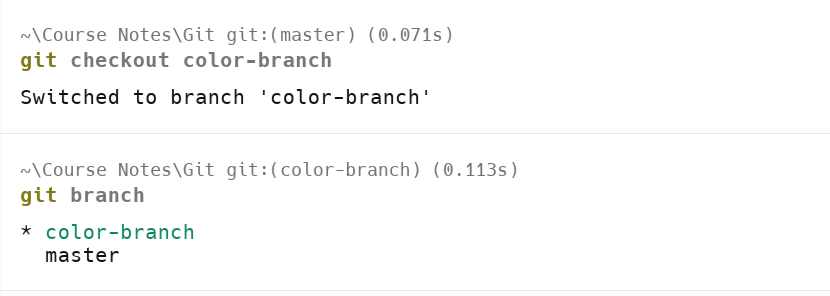 ~\Course Notes\Git git:(master) (0.071s)
git checkout color-branch
Switched to branch 'color-branch'
~\Course Notes\Git git:(color-branch) (0.113s)
git branch
* color-branch
  master